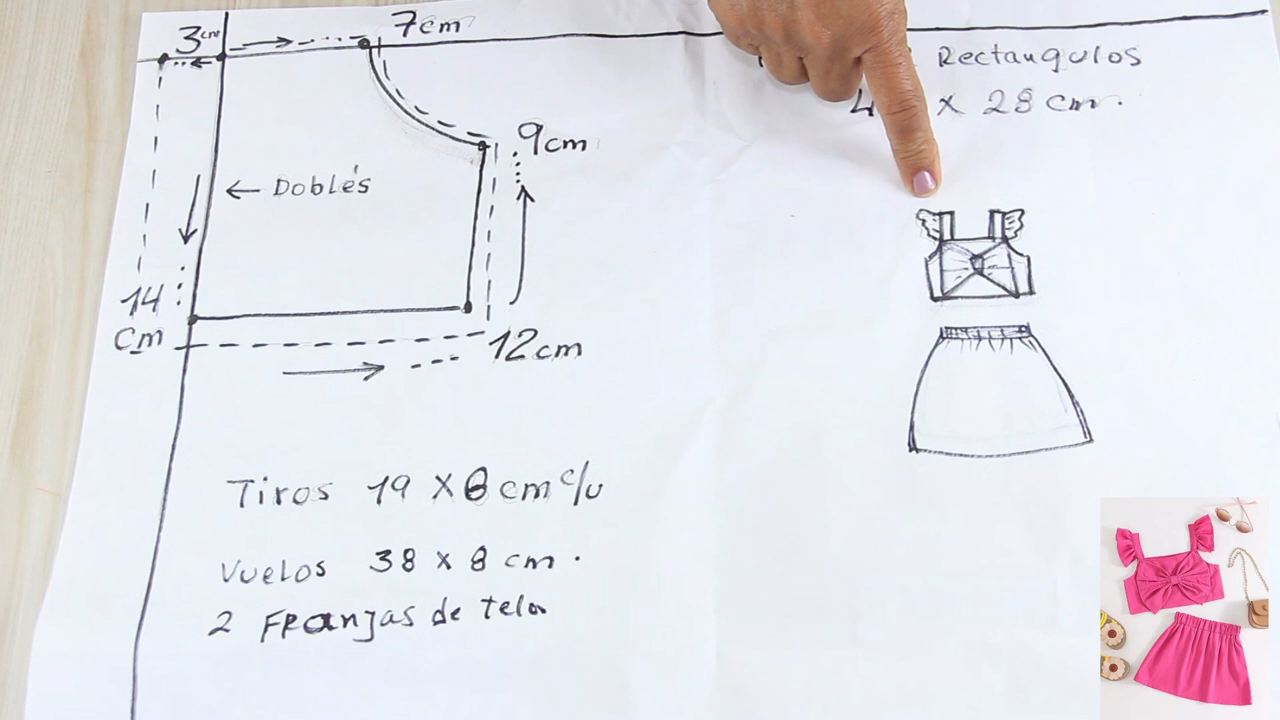 3cm
7cm
9cm
← Doblés
14
cm
12cm
Tiros 19 X 8 cm c/u
Vuelos 38 x 8 cm.
2 Franjas de tela
Rectangulos
x 28 cm.